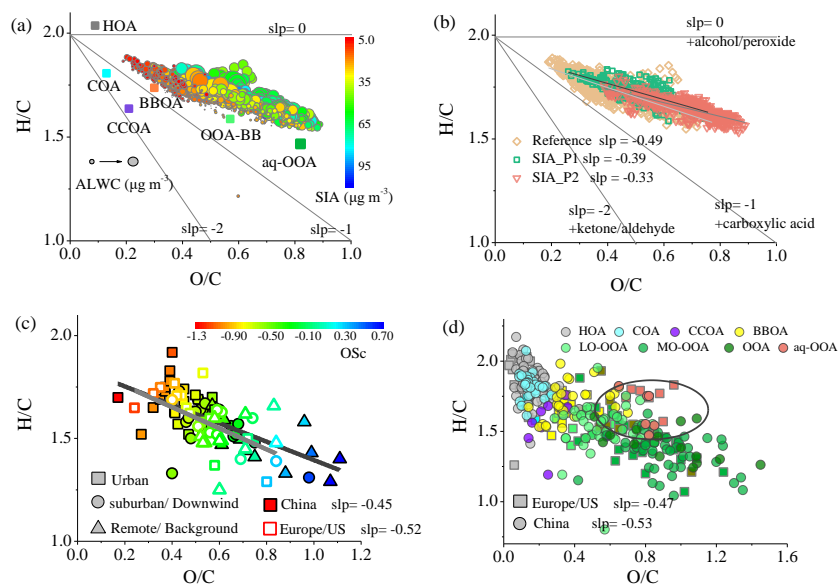 (a)
HOA
slp= 0
2.0
5.0
35
65
95
COA
BBOA
CCOA
OOA-BB
aq-OOA
ALWC (μg m-3)
SIA (μg m-3)
1.5
1.0
slp= -2
slp= -1
0.0 0.2 0.4 0.6 0.8 1.0
H/C
O/C
(b)
slp= 0
+alcohol/peroxide
2.0
Reference slp= -0.49
SIA_P1 slp = -0.39
SIA_P2 slp = -0.33
1.5
slp= -2
+ketone/aldehyde
slp= -1
+carboxylic acid
1.0
0.0 0.2 0.4 0.6 0.8 1.0
H/C
O/C
(c)
-1.3 -0.90 -0.50 -0.10 0.30 0.70
OSc
2.0
1.5
1.0
Urban
suburban/ Downwind
Remote/ Background
China slp= -0.45
Europe/US slp= -0.52
0.0 0.2 0.4 0.6 0.8 1.0 1.2
H/C
O/C
(d)
HOA COA CCOA BBOA
LO-OOA MO-OOA OOA aq-OOA
2.0
1.5
1.0
Europe/US slp= -0.47
China slp= -0.53
0.0 0.4 0.8 1.2 1.6
H/C
O/C